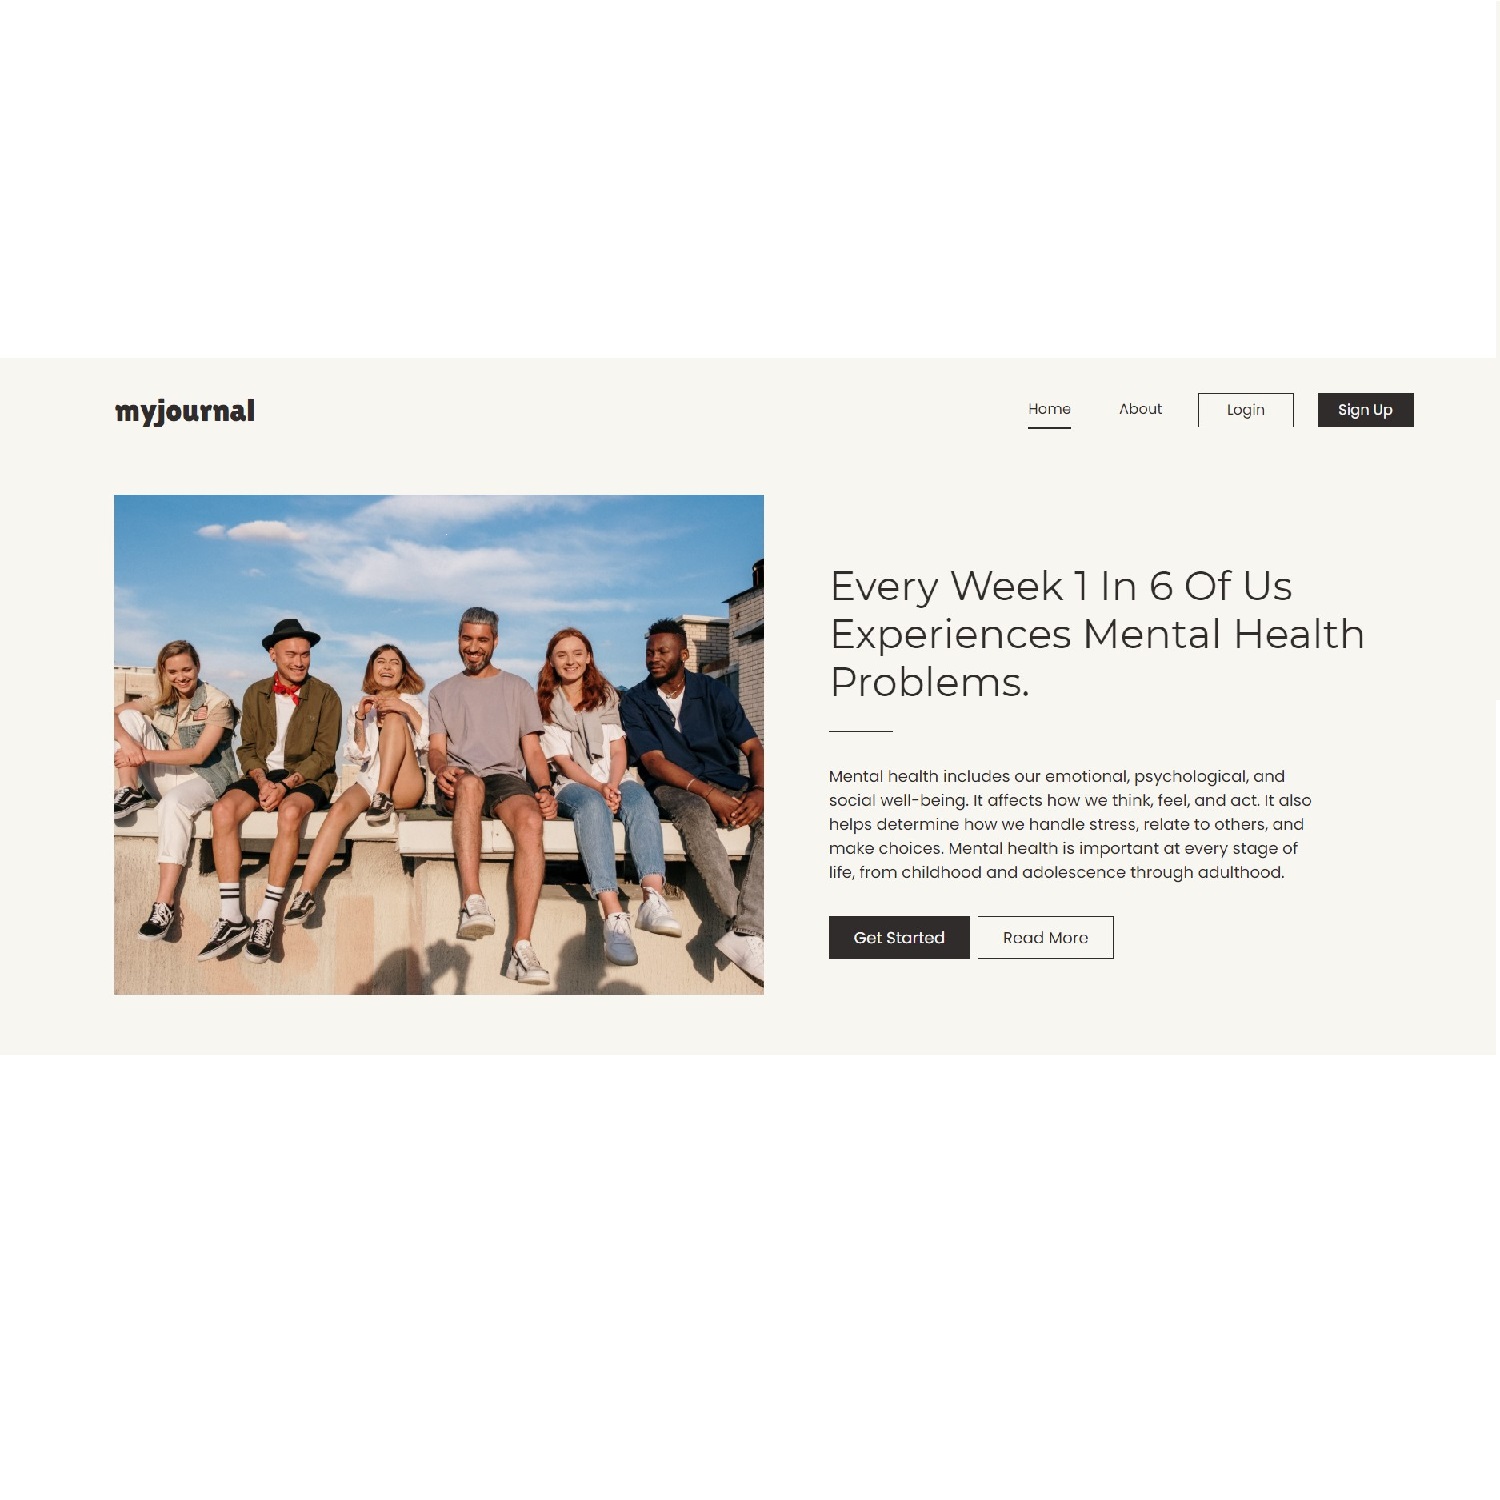 myjournal
Home
About
Login
Sign Up
Every Week 1 In 6 Of Us
Experiences Mental Health
Problems.
Mental health includes our emotional, psychological, and
social well-being. It affects how we think, feel, and act. It also
helps determine how we handle stress, relate to others, and
make choices. Mental health is important at every stage of
life, from childhood and adolescence through adulthood.
Get Started
Read More